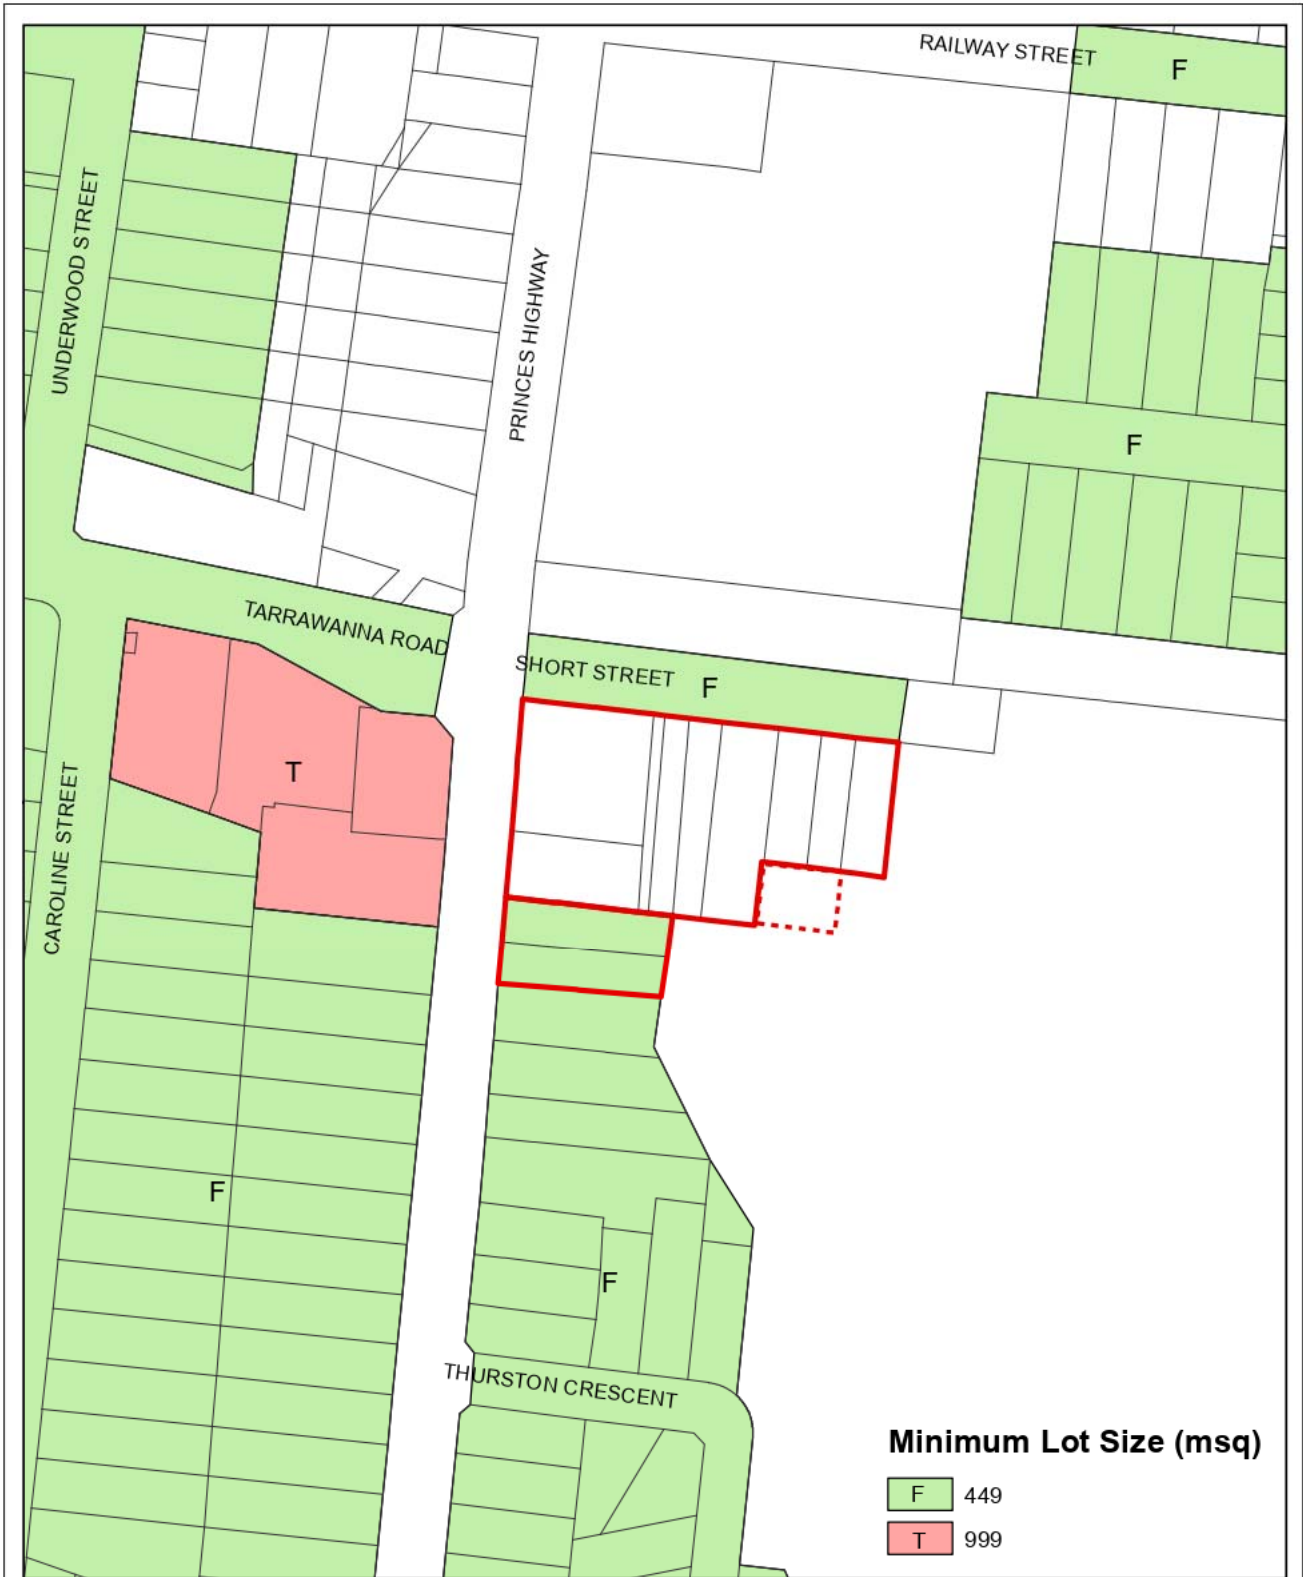 RAILWAY STREET
F
UNDERWOOD STREET
PRINCES HIGHWAY
F
TARRAWANNA ROAD
SHORT STREET
F
T
CAROLINE STREET
F
F
THURSTON CRESCENT
Minimum Lot Size (msq)
F 449
T 999